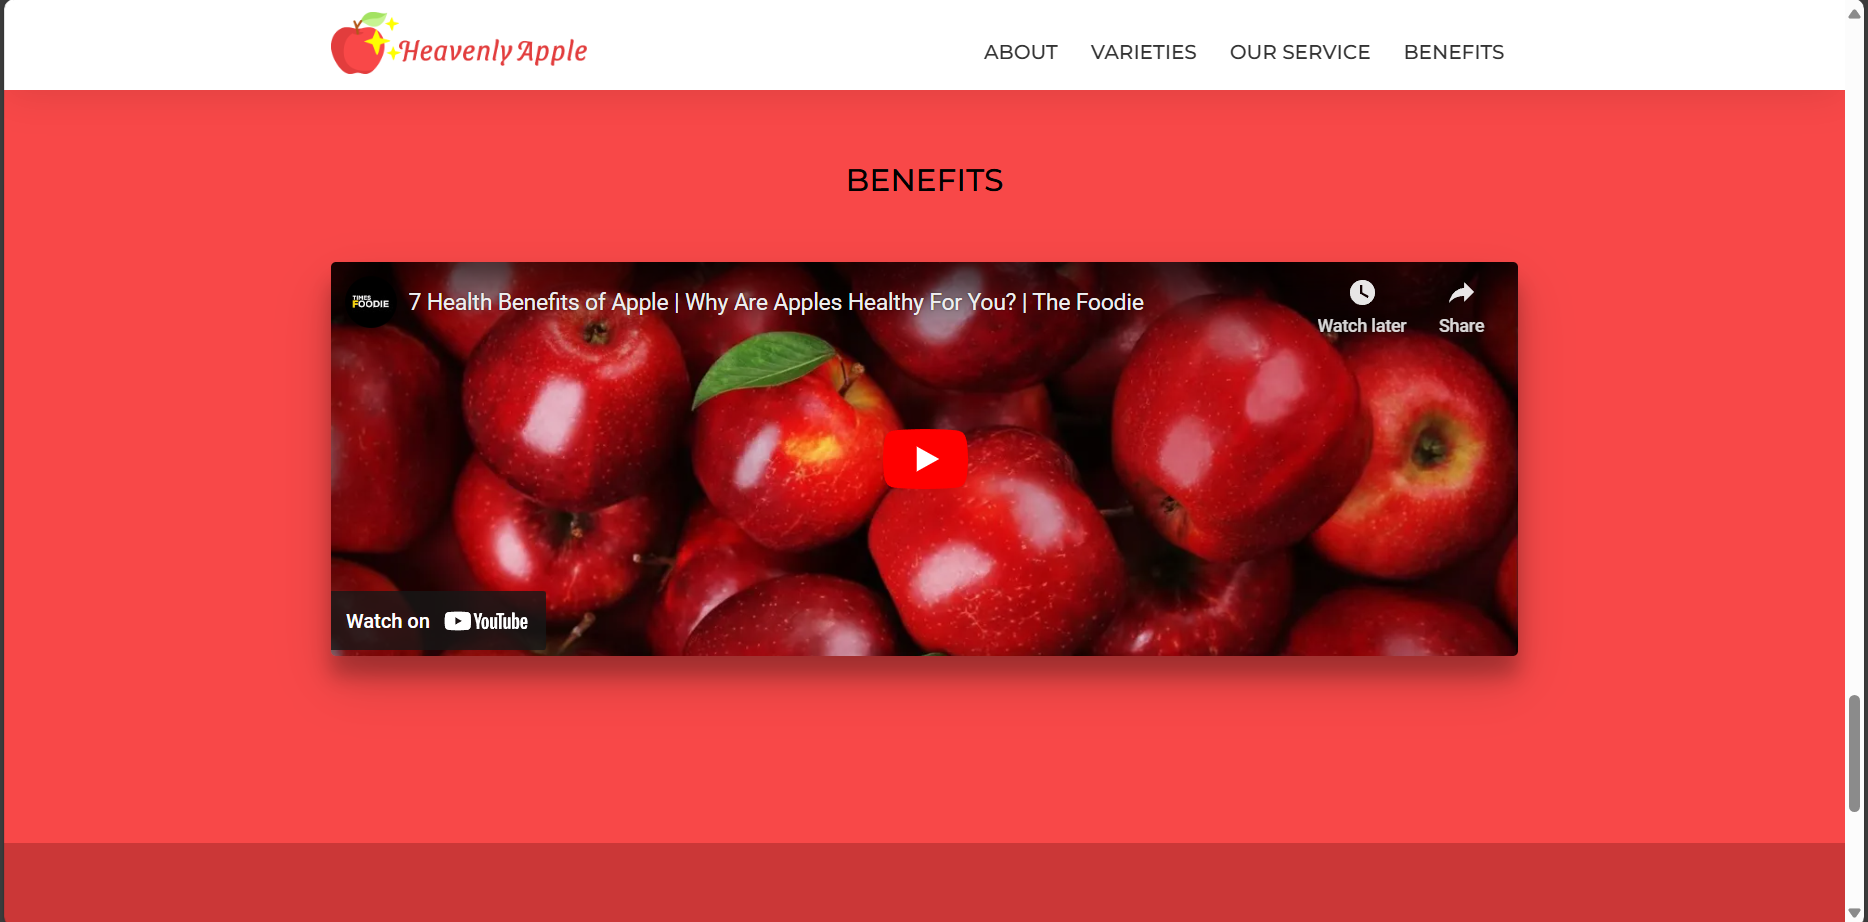 Heavenly Apple
ABOUT VARIETIES OUR SERVICE BENEFITS
BENEFITS
TIMES
FOODIE
7 Health Benefits of Apple | Why Are Apples Healthy For You? | The Foodie
Watch later Share
Watch on YouTube